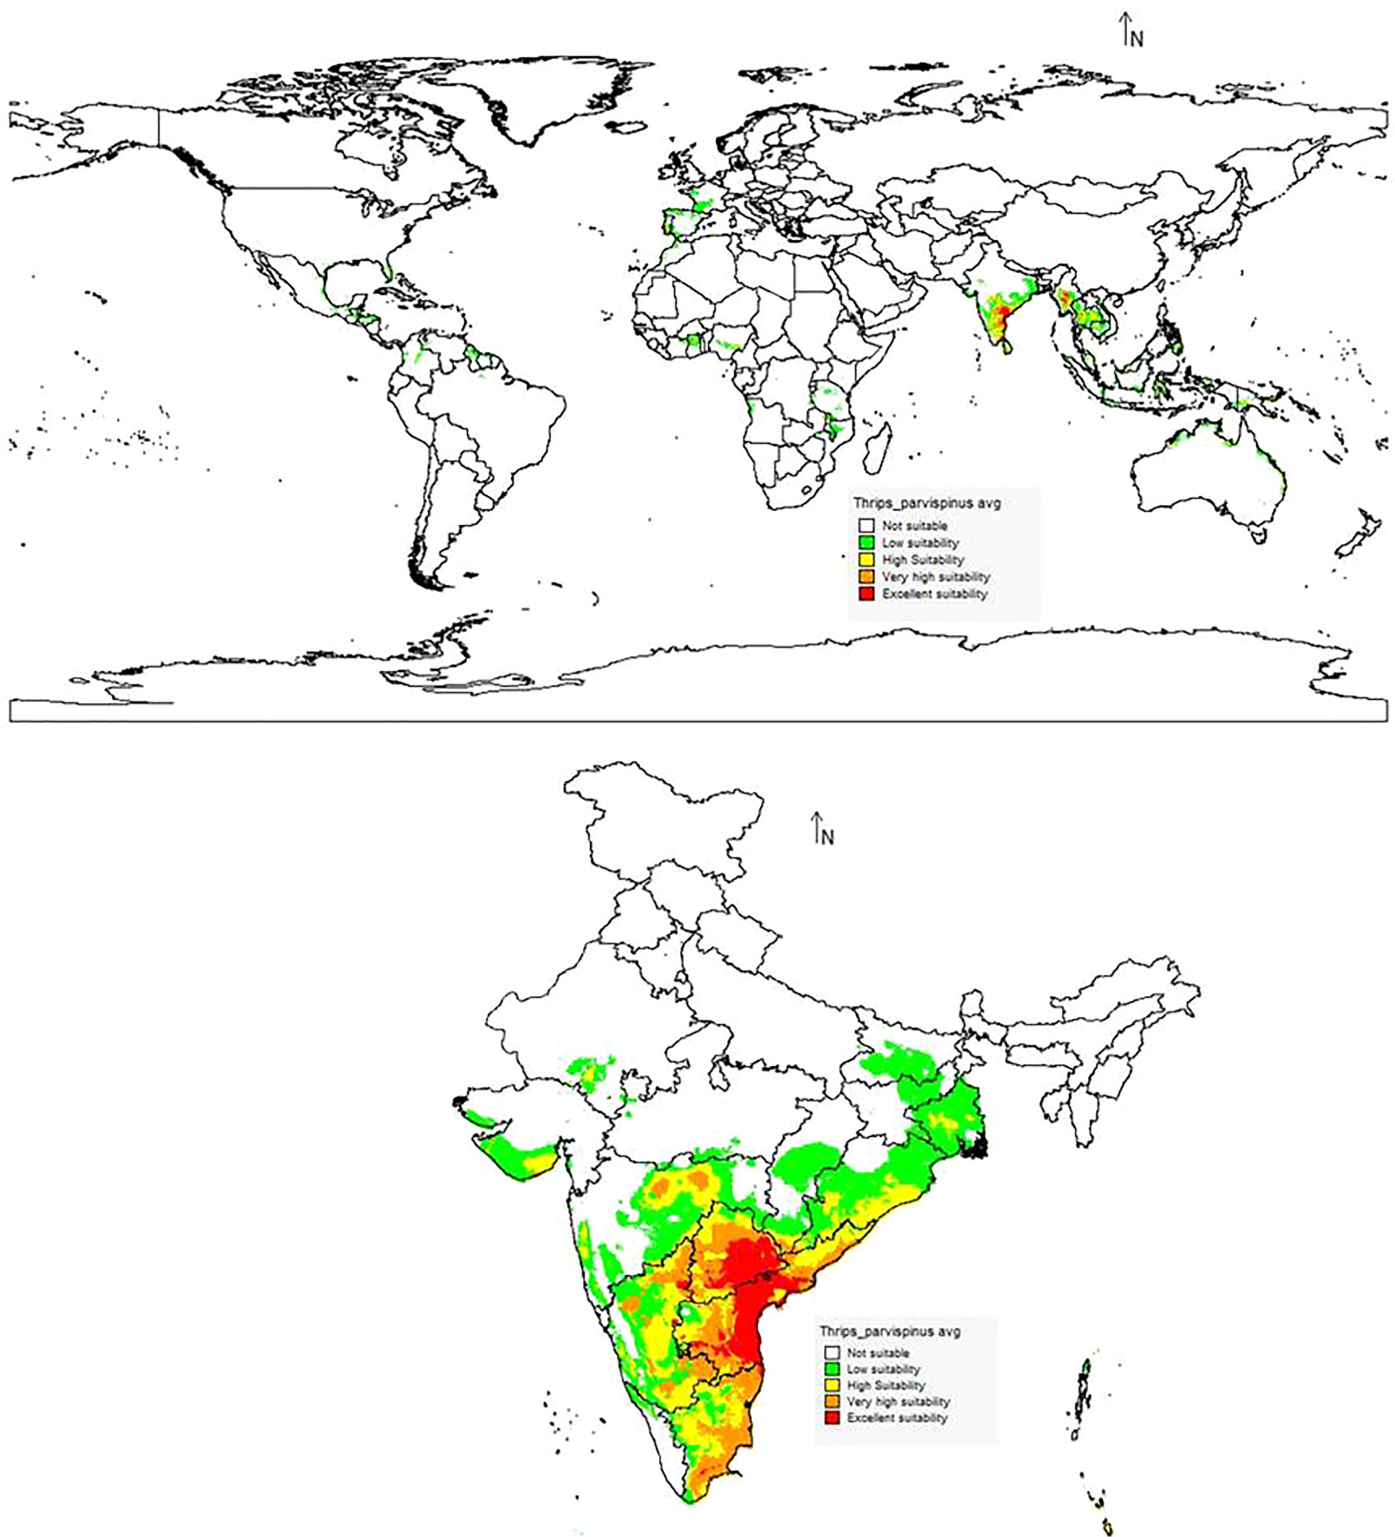 N
Thrips_parvispinus avg
Not suitable
Low suitability
High Suitability
Very high suitability
Excellent suitability
N
Thrips_parvispinus avg
Not suitable
Low suitability
High Suitability
Very high suitability
Excellent suitability